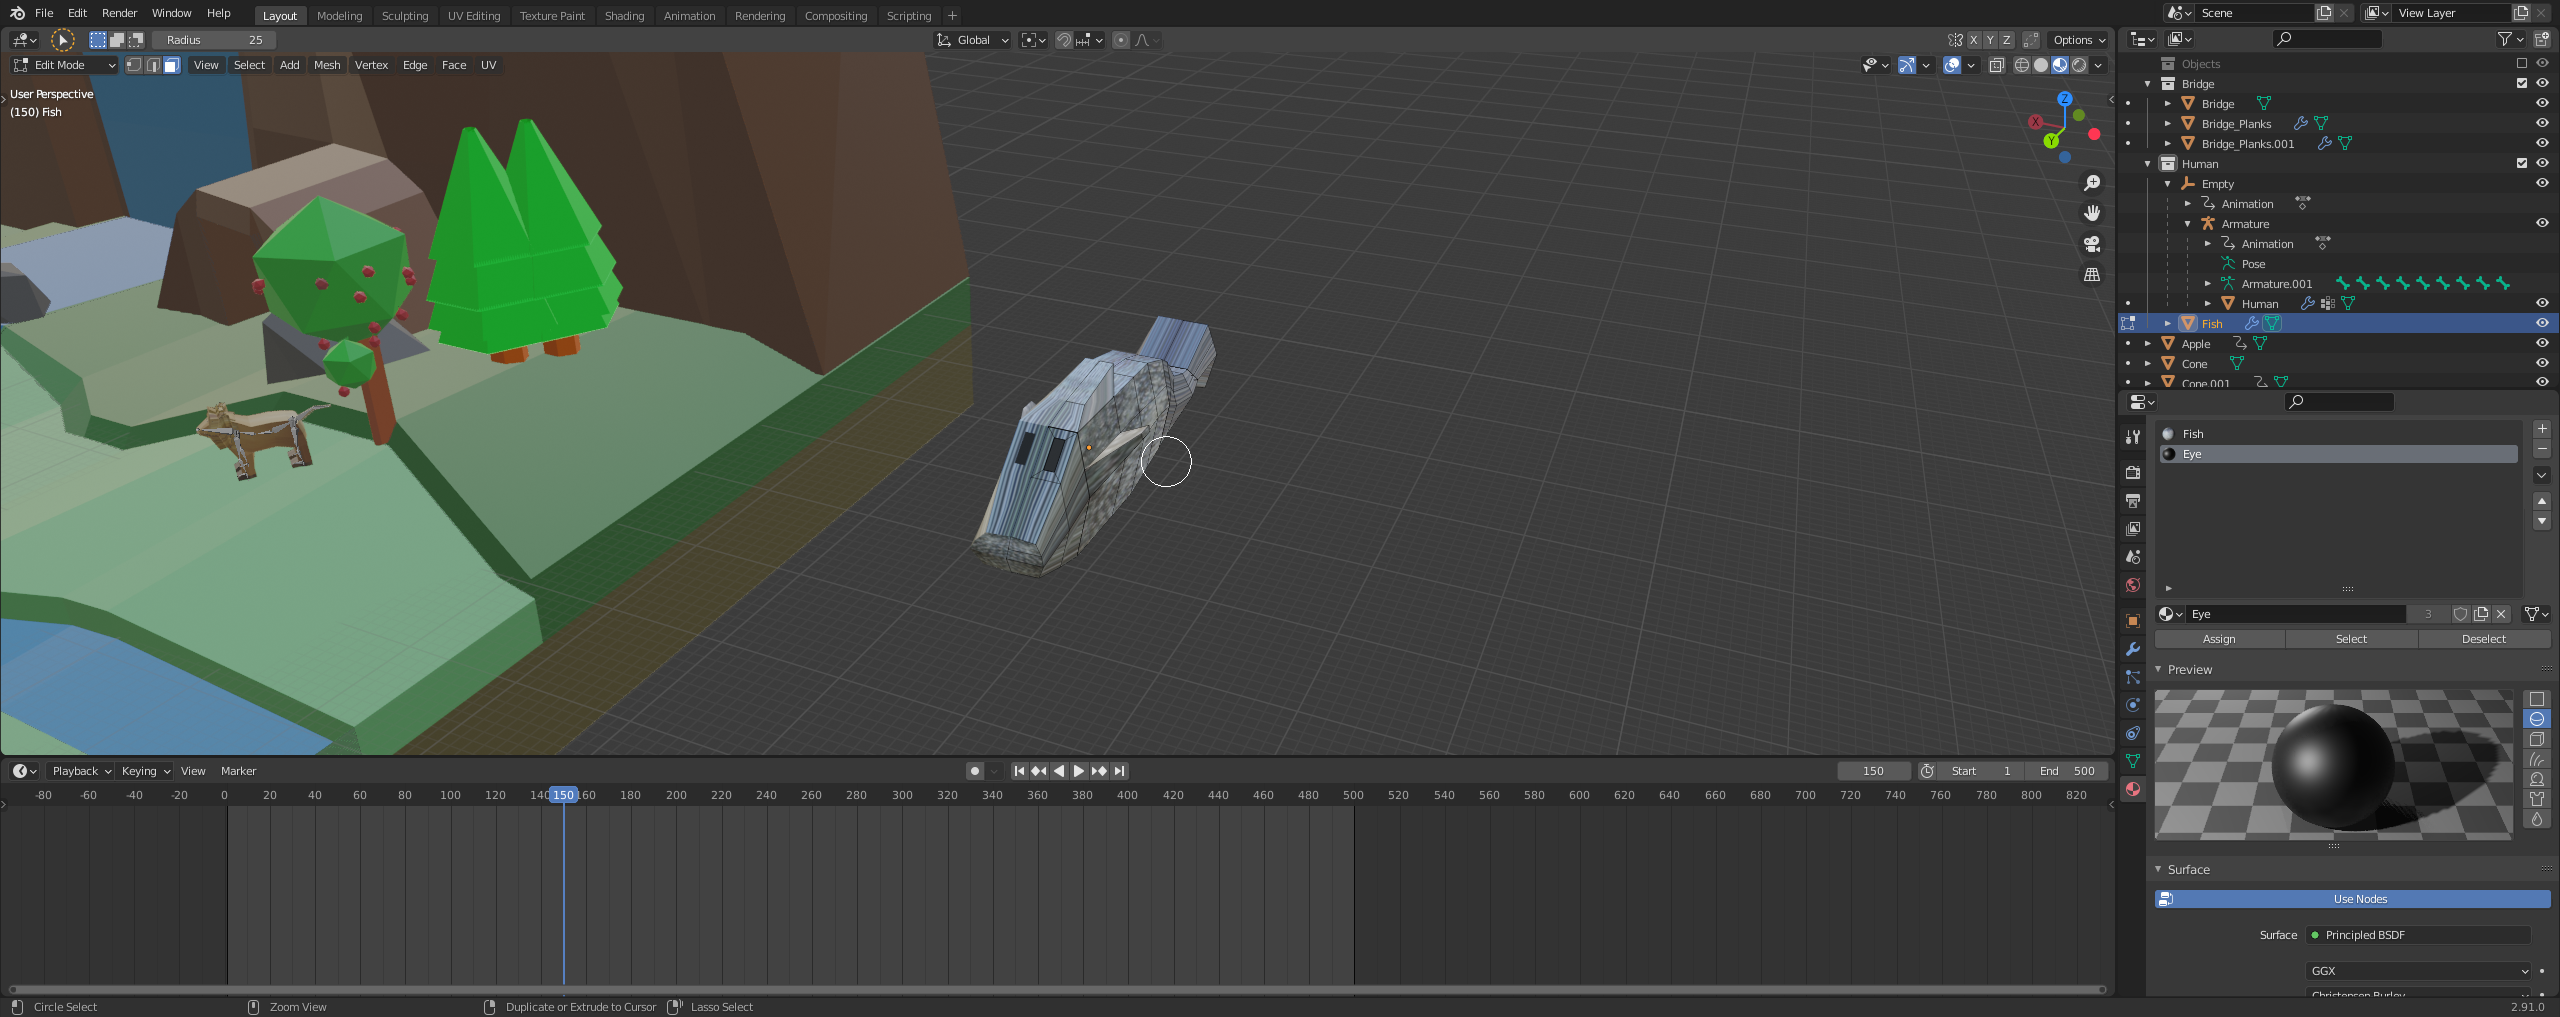 File Edit Render Window Help Layout Modeling Sculpting UV Editing Texture Paint Shading Animation Rendering Compositing Scripting + Scene View Layer
Radius 25 Global X Y Z Options
Edit Mode View Select Add Mesh Vertex Edge Face UV
User Perspective
(150) Fish
Z
X
Y
Objects
Bridge
Bridge
Bridge_Planks
Bridge_Planks.001
Human
Empty
Animation
Armature
Animation
Pose
Armature.001
Human
Fish
Apple
Cone
Cone.001
Fish
Eye
Eye 3
Assign Select Deselect
Preview
Surface
Use Nodes
Surface Principled BSDF
GGX
Christensen-Burley
Playback Keying View Marker 150 Start 1 End 500
-80 -60 -40 -20 0 20 40 60 80 100 120 140 150 160 180 200 220 240 260 280 300 320 340 360 380 400 420 440 460 480 500 520 540 560 580 600 620 640 660 680 700 720 740 760 780 800 820
Circle Select Zoom View Duplicate or Extrude to Cursor Lasso Select 2.91.0